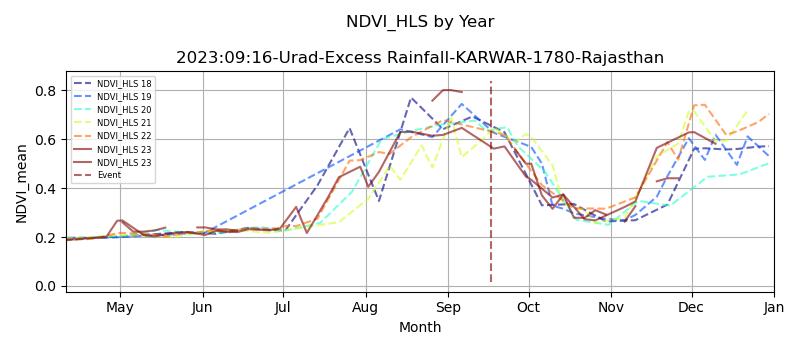 NDVI_HLS by Year
2023:09:16-Urad-Excess Rainfall-KARWAR-1780-Rajasthan
NDVI_HLS 18
NDVI_HLS 19
NDVI_HLS 20
NDVI_HLS 21
NDVI_HLS 22
NDVI_HLS 23
NDVI_HLS 23
Event
0.8
0.6
0.4
0.2
0.0
NDVI_mean
May Jun Jul Aug Sep Oct Nov Dec Jan
Month